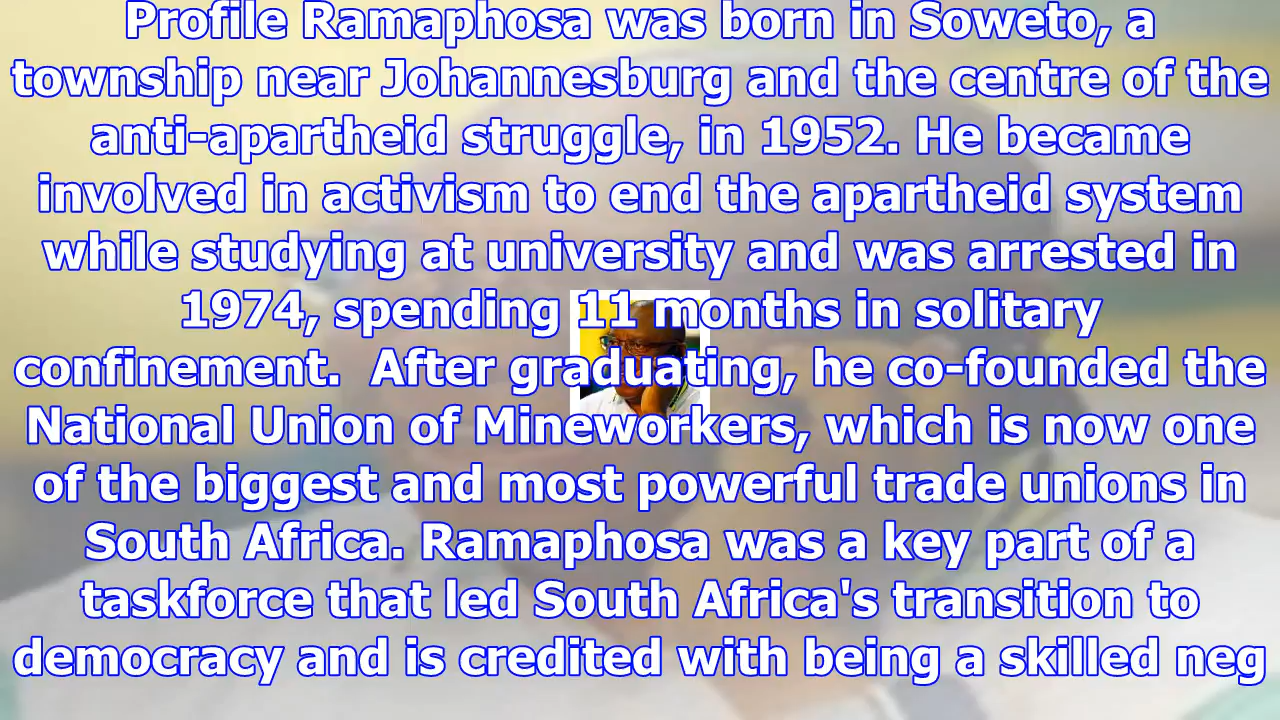 Profile Ramaphosa was born in Soweto, a
township near Johannesburg and the centre of the
anti-apartheid struggle, in 1952. He became
involved in activism to end the apartheid system
while studying at university and was arrested in
1974, spending 11 months in solitary
confinement.  After graduating, he co-founded the
National Union of Mineworkers, which is now one
of the biggest and most powerful trade unions in
South Africa. Ramaphosa was a key part of a
taskforce that led South Africa's transition to
democracy and is credited with being a skilled neg